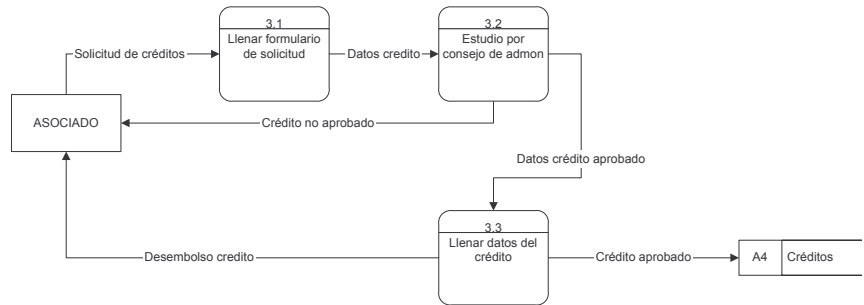 3.1
Llenar formulario
de solicitud
3.2
Estudio por
consejo de admon
Solicitud de créditos
Datos credito
ASOCIADO
Crédito no aprobado
Datos crédito aprobado
3.3
Llenar datos del
crédito
Desembolso credito
Crédito aprobado
A4
Créditos